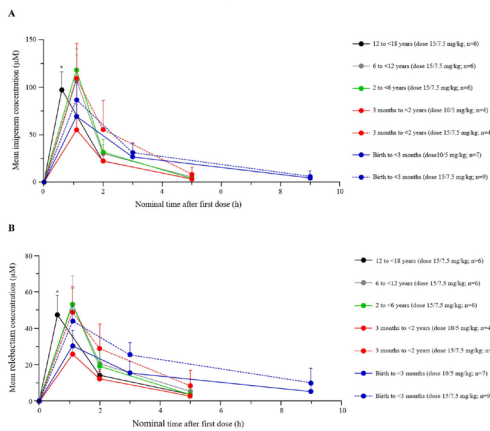 A
150
100
50
0
Mean imipenem concentration (µM)
*
0 1 2 3 4 5 6 7 8 9 10
Nominal time after first dose (h)
12 to <18 years (dose 15/7.5 mg/kg; n=6)
6 to <12 years (dose 15/7.5 mg/kg; n=6)
2 to <6 years (dose 15/7.5 mg/kg; n=6)
3 months to <2 years (dose 10/5 mg/kg; n=4)
3 months to <2 years (dose 15/7.5 mg/kg; n=4
Birth to <3 months (dose10/5 mg/kg; n=7)
Birth to <3 months (dose 15/7.5 mg/kg; n=9)
B
80
60
40
20
0
Mean relebactam concentration (µM)
*
0 1 2 3 4 5 6 7 8 9 10
Nominal time after first dose (h)
12 to <18 years (dose 15/7.5 mg/kg; n=6)
6 to <12 years (dose 15/7.5 mg/kg; n=6)
2 to <6 years (dose 15/7.5 mg/kg; n=6)
3 months to <2 years (dose 10/5 mg/kg; n=4
3 months to <2 years (dose 15/7.5 mg/kg; n=
Birth to <3 months (dose 10/5 mg/kg; n=7)
Birth to <3 months (dose 15/7.5 mg/kg; n=9